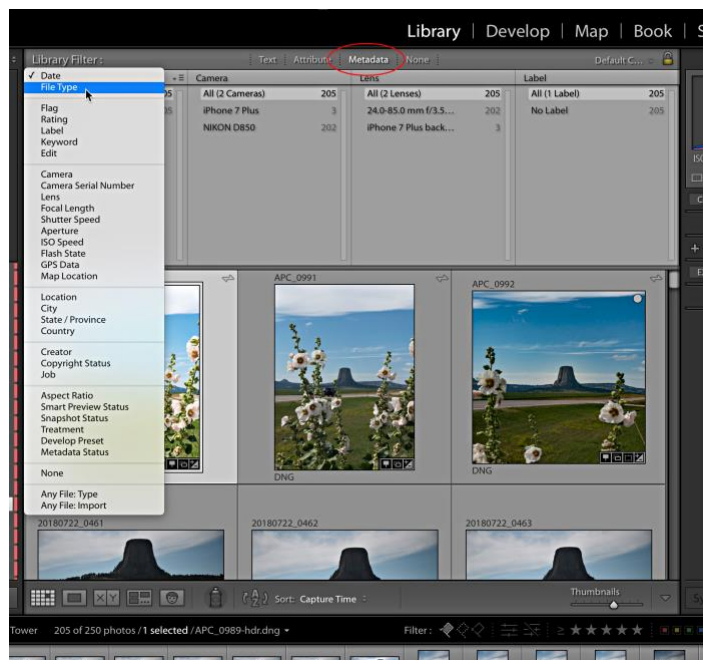 Library | Develop | Map | Book |
Library Filter :
Text | Attribute | Metadata | None
Default C...
✓ Date
File Type
Flag
Rating
Label
Keyword
Edit
Camera
Camera Serial Number
Lens
Focal Length
Shutter Speed
Aperture
ISO Speed
Flash State
GPS Data
Map Location
Location
City
State / Province
Country
Creator
Copyright Status
Job
Aspect Ratio
Smart Preview Status
Snapshot Status
Treatment
Develop Preset
Metadata Status
None
Any File: Type
Any File: Import
05
05
Camera
All (2 Cameras) 205
iPhone 7 Plus 3
NIKON D850 202
Lens
All (2 Lenses) 205
24.0-85.0 mm f/3.5... 202
iPhone 7 Plus back... 3
Label
All (1 Label) 205
No Label 205
APC_0991
DNG
APC_0992
DNG
20180722_0461
20180722_0462
20180722_0463
XY
Sort: Capture Time
Thumbnails
Tower 205 of 250 photos / 1 selected / APC_0989-hdr.dng
Filter :